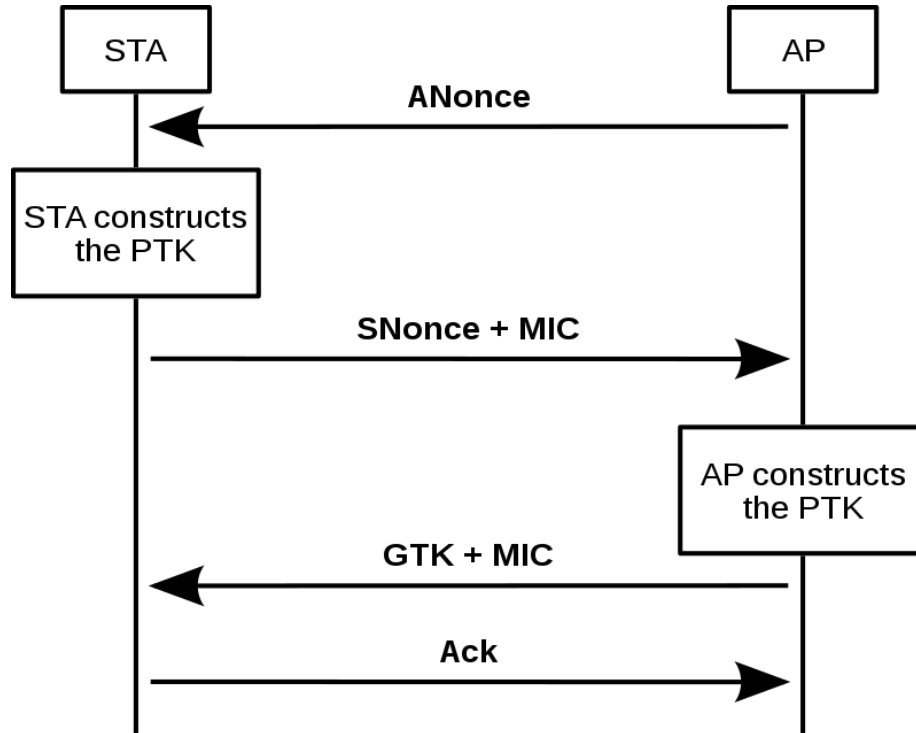 STA
AP
ANonce
STA constructs
the PTK
SNonce + MIC
AP constructs
the PTK
GTK + MIC
Ack